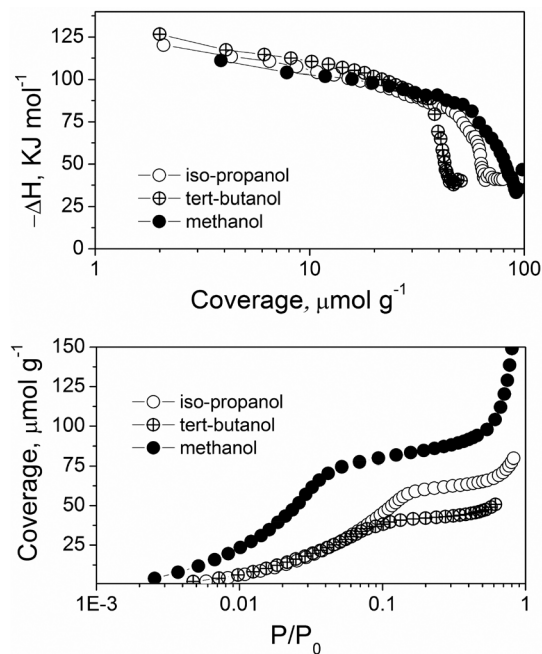 125
100
75
50
25
0
−ΔH, KJ mol⁻¹
iso-propanol
tert-butanol
methanol
1
10
100
Coverage, μmol g⁻¹
150
125
100
75
50
25
Coverage, μmol g⁻¹
iso-propanol
tert-butanol
methanol
1E-3
0.01
0.1
1
P/P₀